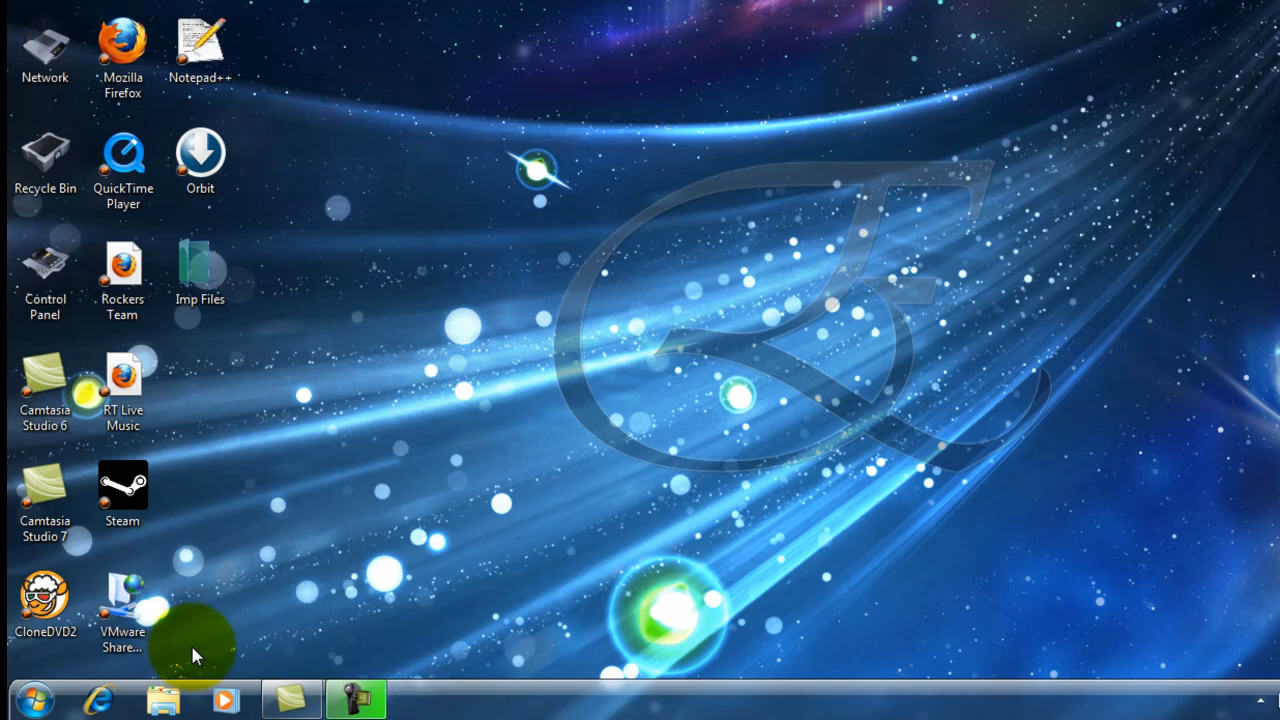 Network
Mozilla
Firefox
Notepad++
Recycle Bin
QuickTime
Player
Orbit
Control
Panel
Rockers
Team
Imp Files
Camtasia
Studio 6
RT Live
Music
Camtasia
Studio 7
Steam
CloneDVD2
VMware
Share...